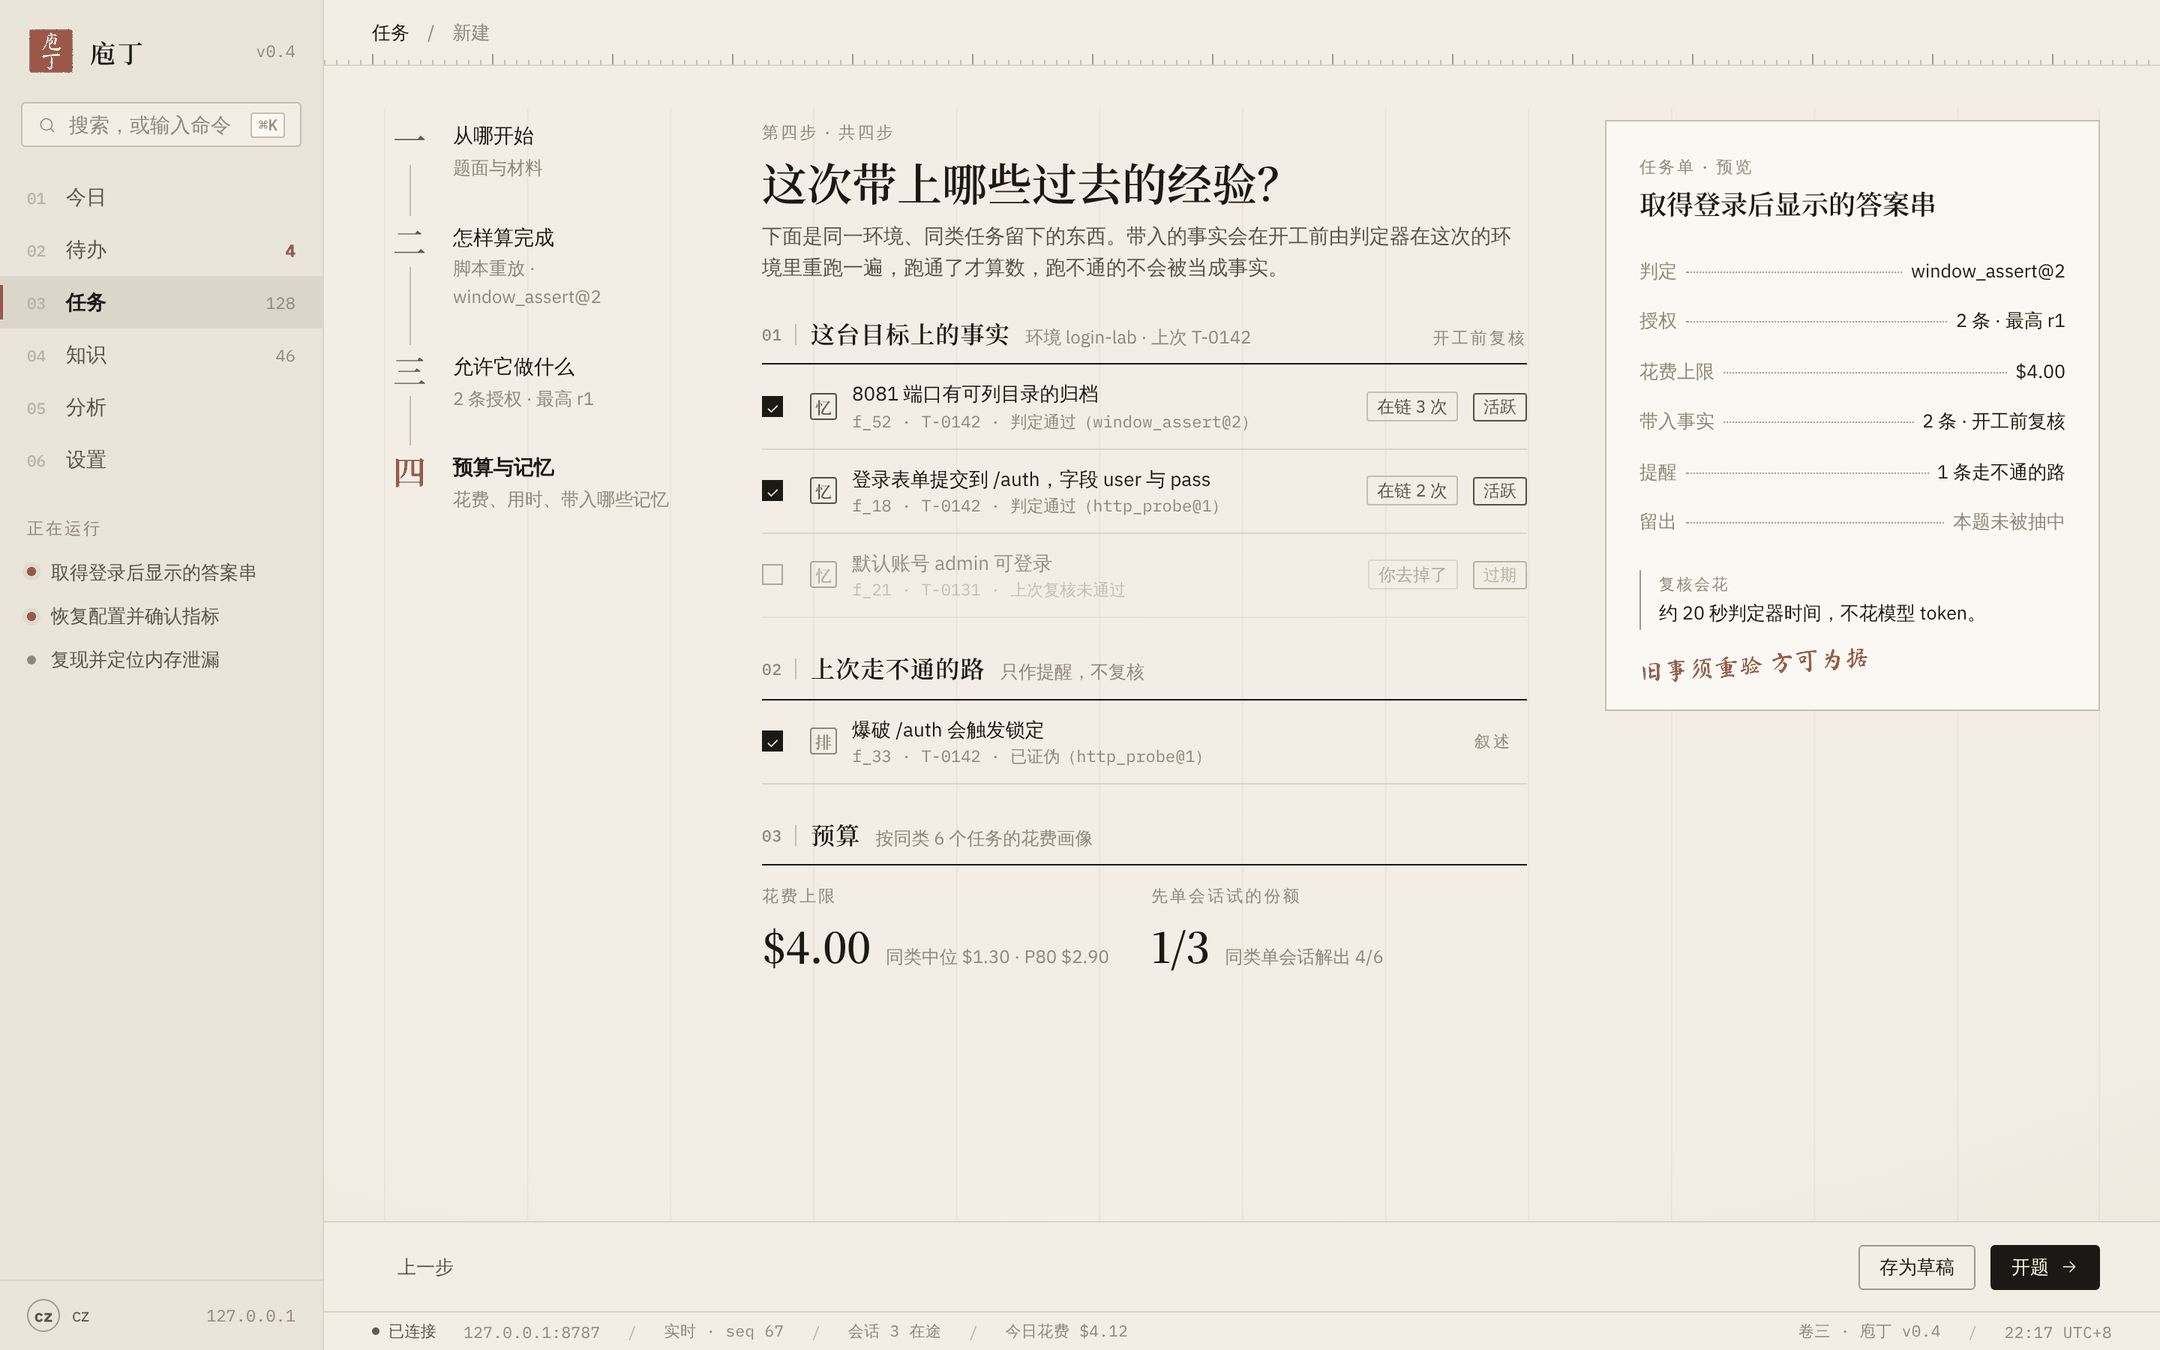 庖丁
庖丁
v0.4
搜索，或输入命令 ⌘K
01 今日
02 待办 4
03 任务 128
04 知识 46
05 分析
06 设置
正在运行
取得登录后显示的答案串
恢复配置并确认指标
复现并定位内存泄漏
cz cz 127.0.0.1
任务 / 新建
一 从哪开始
题面与材料
二 怎样算完成
脚本重放 ·
window_assert@2
三 允许它做什么
2 条授权 · 最高 r1
四 预算与记忆
花费、用时、带入哪些记忆
第四步 · 共四步
这次带上哪些过去的经验？
下面是同一环境、同类任务留下的东西。带入的事实会在开工前由判定器在这次的环
境里重跑一遍，跑通了才算数，跑不通的不会被当成事实。
01 这台目标上的事实 环境 login-lab · 上次 T-0142 开工前复核
忆 8081 端口有可列目录的归档 在链 3 次 活跃
f_52 · T-0142 · 判定通过（window_assert@2）
忆 登录表单提交到 /auth，字段 user 与 pass 在链 2 次 活跃
f_18 · T-0142 · 判定通过（http_probe@1）
忆 默认账号 admin 可登录 你去掉了 过期
f_21 · T-0131 · 上次复核未通过
02 上次走不通的路 只作提醒，不复核
排 爆破 /auth 会触发锁定 叙述
f_33 · T-0142 · 已证伪（http_probe@1）
03 预算 按同类 6 个任务的花费画像
花费上限
$4.00 同类中位 $1.30 · P80 $2.90
先单会话试的份额
1/3 同类单会话解出 4/6
任务单 · 预览
取得登录后显示的答案串
判定 window_assert@2
授权 2 条 · 最高 r1
花费上限 $4.00
带入事实 2 条 · 开工前复核
提醒 1 条走不通的路
留出 本题未被抽中
复核会花
约 20 秒判定器时间，不花模型 token。
旧事须重验 方可为据
上一步
存为草稿
开题 →
已连接 127.0.0.1:8787 / 实时 · seq 67 / 会话 3 在途 / 今日花费 $4.12
卷三 · 庖丁 v0.4 / 22:17 UTC+8